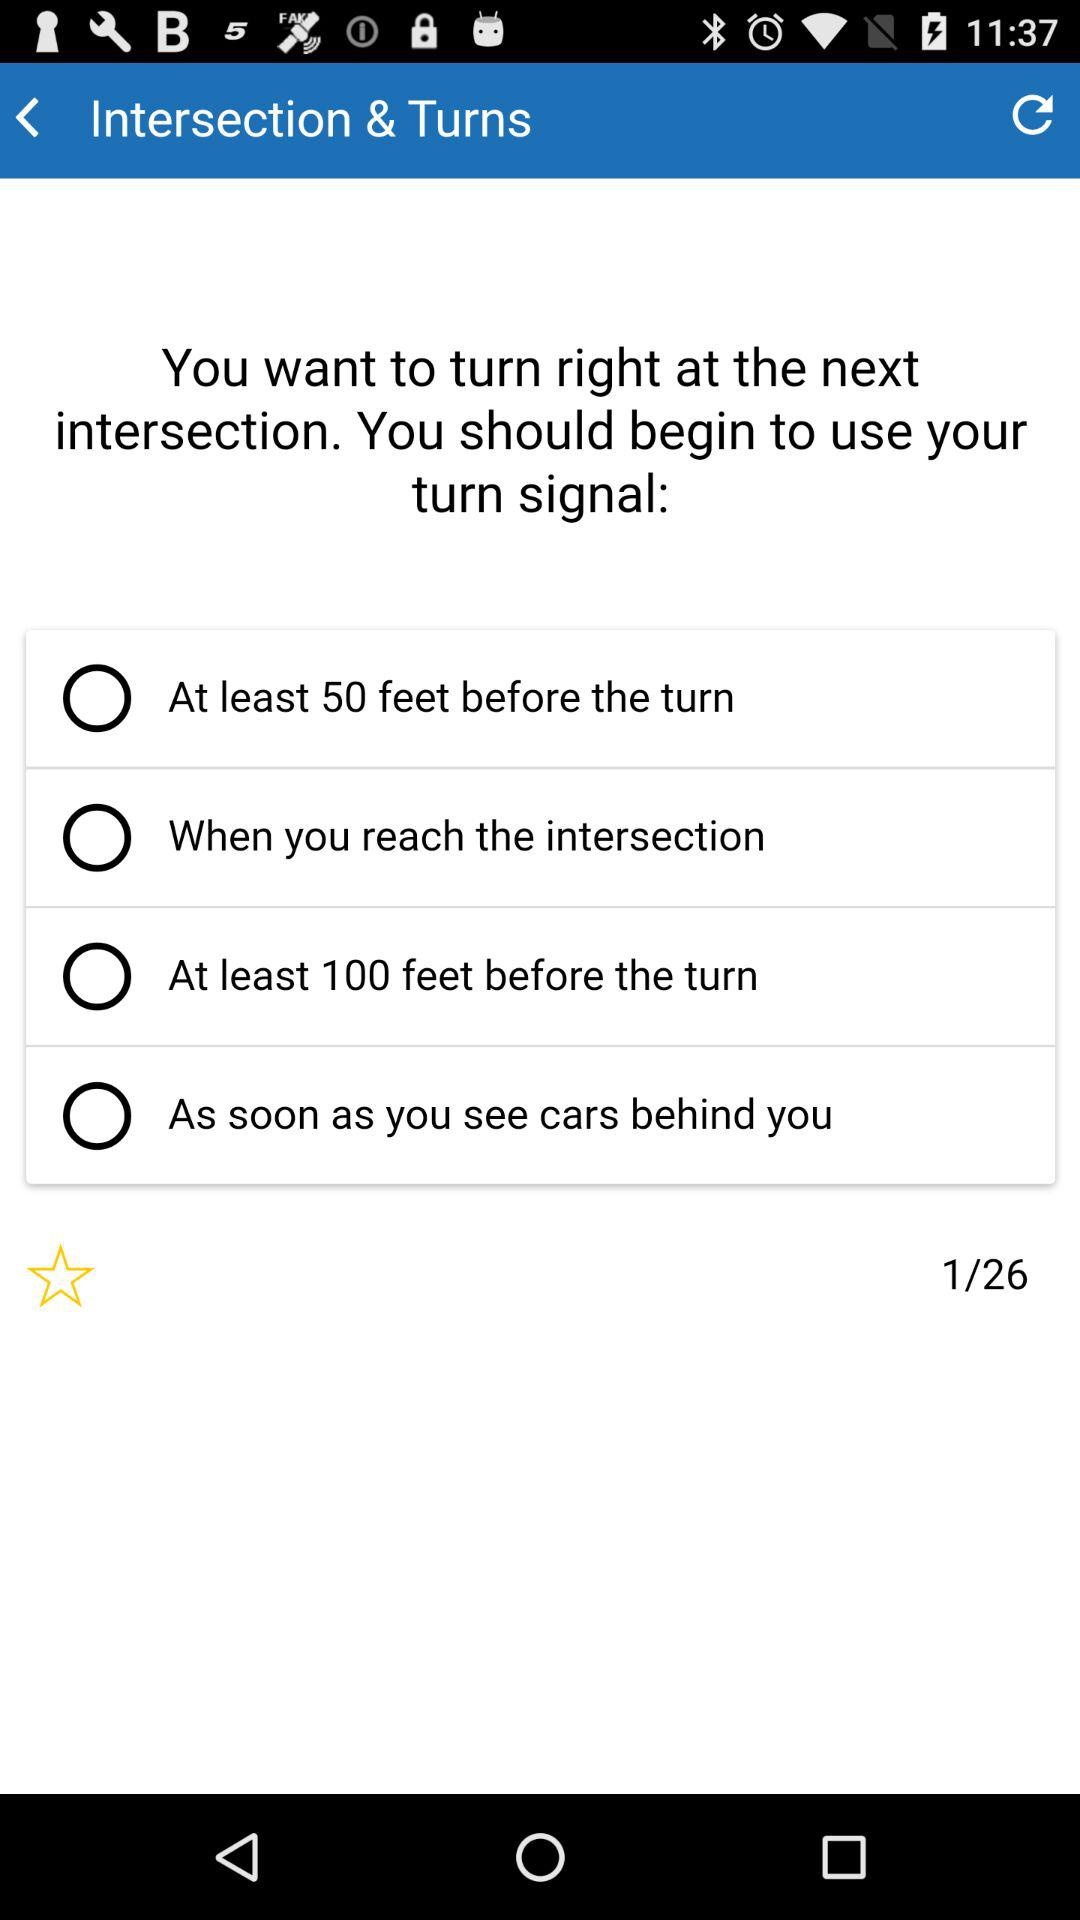 B 5 FAKE 11:37
Intersection & Turns
You want to turn right at the next
intersection. You should begin to use your
turn signal:
At least 50 feet before the turn
When you reach the intersection
At least 100 feet before the turn
As soon as you see cars behind you
1/26